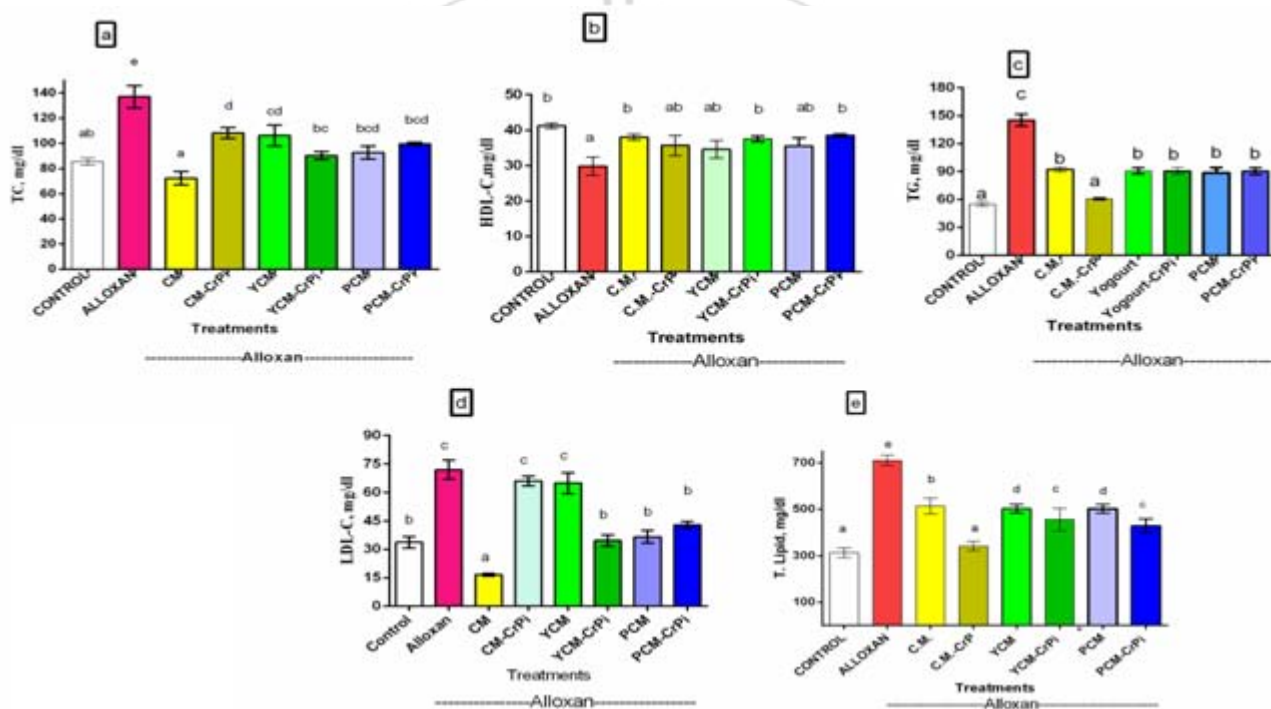 a
TC, mg/dl
140
120
100
80
60
40
20
0
ab
e
a
d
cd
bc
bcd
bcd
CONTROL
ALLOXAN
CM
CM-CrPi
YCM
YCM-CrPi
PCM
PCM-CrPi
Treatments
Alloxan
b
HDL-C,mg/dl
50
40
30
20
10
0
b
a
b
ab
ab
b
ab
b
CONTROL
ALLOXAN
C.M.
C.M.-CrP
YCM
YCM-CrPi
PCM
PCM-CrPi
Treatments
Alloxan
c
TG, mg/dl
180
150
120
90
60
30
0
a
c
b
a
b
b
b
b
CONTROL
ALLOXAN
C.M.
C.M.-CrP
Yogourt
Yogourt-CrPi
PCM
PCM-CrPi
Treatments
Alloxan
d
LDL-C, mg/dl
90
75
60
45
30
15
0
b
c
a
c
c
b
b
b
Control
Alloxan
CM
CM-CrPi
YCM
YCM-CrPi
PCM
PCM-CrPi
Treatments
Alloxan
e
T. Lipid, mg/dl
700
500
300
100
a
e
b
a
d
c
d
c
CONTROL
ALLOXAN
C.M.
C.M.-CrP
YCM
YCM-CrPi
PCM
PCM-CrPi
Treatments
Alloxan